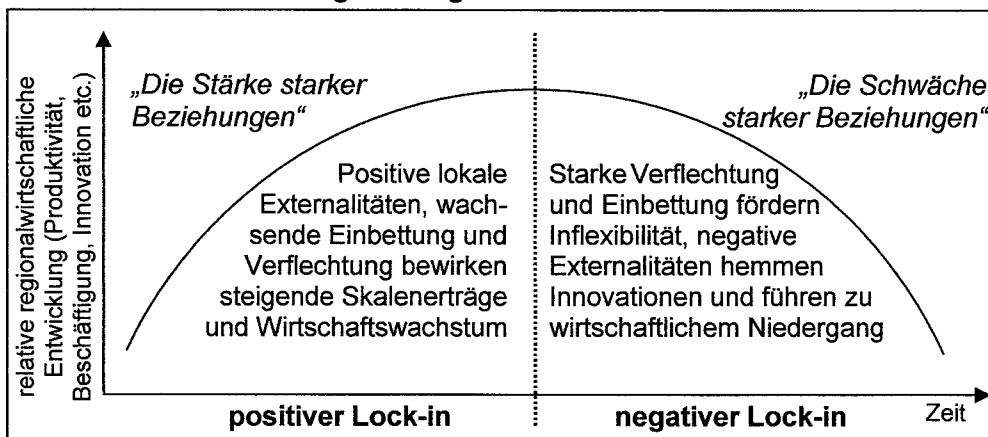 relative regionalwirtschaftliche
Entwicklung (Produktivität,
Beschäftigung, Innovation etc.)
„Die Stärke starker
Beziehungen“
Positive lokale
Externalitäten, wach-
sende Einbettung und
Verflechtung bewirken
steigende Skalenerträge
und Wirtschaftswachstum
„Die Schwäche
starker Beziehungen“
Starke Verflechtung
und Einbettung fördern
Inflexibilität, negative
Externalitäten hemmen
Innovationen und führen zu
wirtschaftlichem Niedergang
positiver Lock-in
negativer Lock-in
Zeit